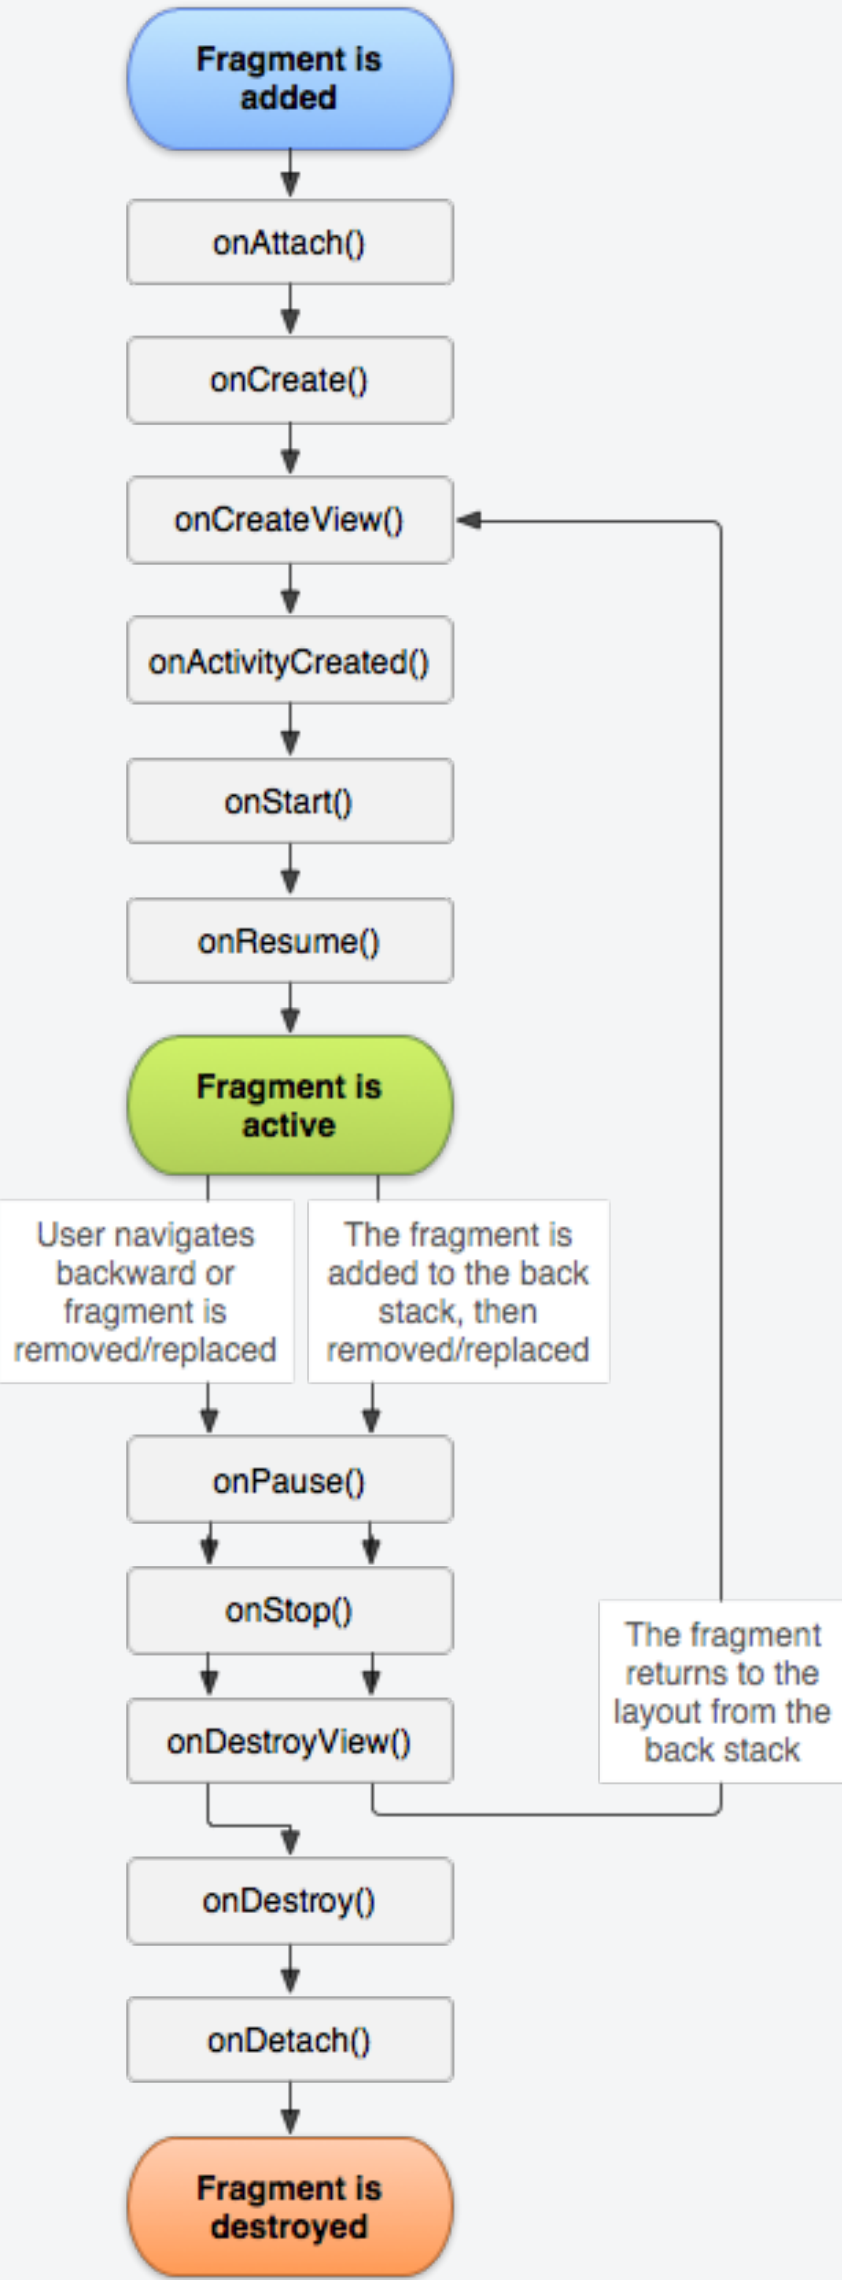 Fragment is
added
onAttach()
onCreate()
onCreateView()
onActivityCreated()
onStart()
onResume()
Fragment is
active
User navigates
backward or
fragment is
removed/replaced
The fragment is
added to the back
stack, then
removed/replaced
onPause()
onStop()
The fragment
returns to the
layout from the
back stack
onDestroyView()
onDestroy()
onDetach()
Fragment is
destroyed